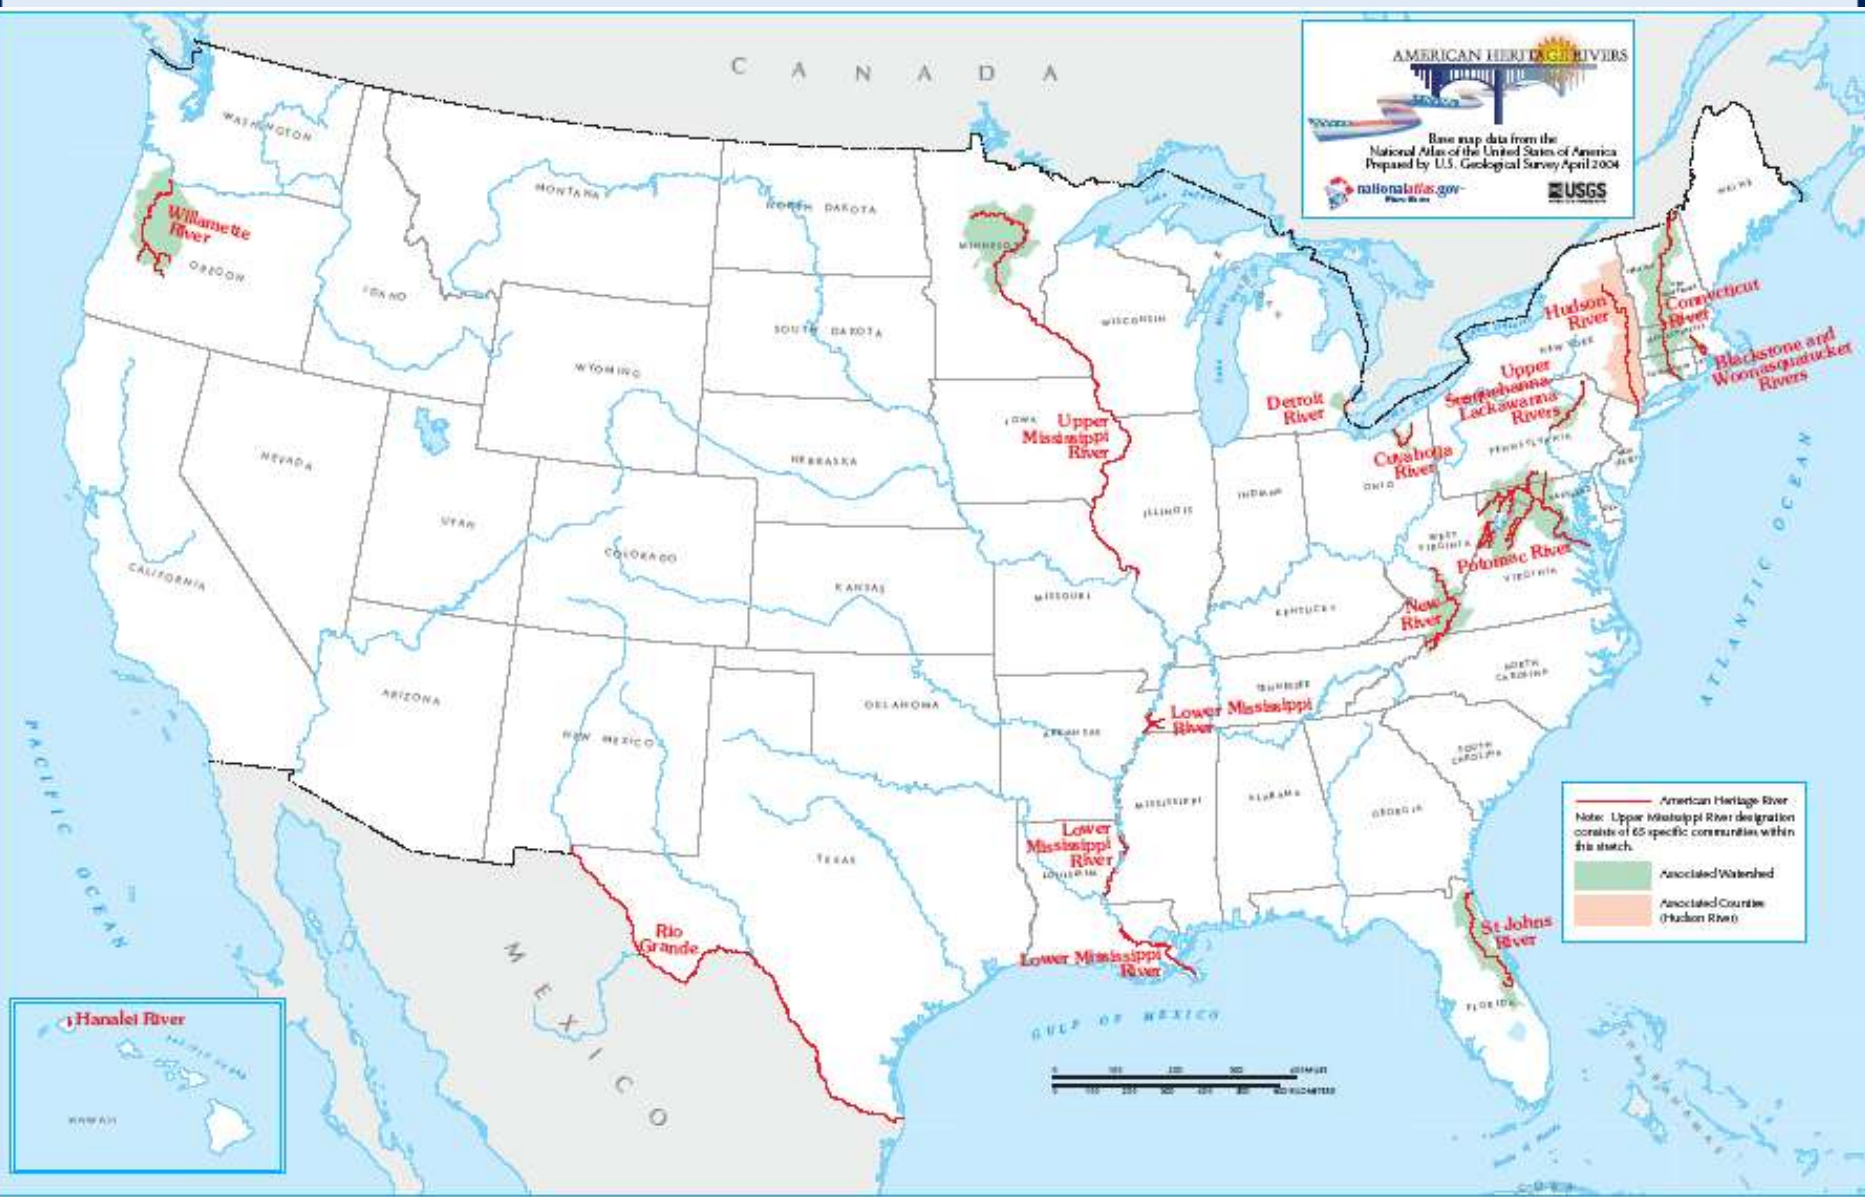 CANADA
AMERICAN HERITAGE RIVERS
Base map data from the
National Atlas of the United States of America
Prepared by U.S. Geological Survey April 2004
nationalatlas.gov
USGS
WASHINGTON
MONTANA
NORTH DAKOTA
MINNESOTA
MAINE
Willamette
River
OREGON
IDAHO
SOUTH DAKOTA
WISCONSIN
WYOMING
Hudson
River
Connecticut
River
NEW YORK
Blackstone and
Woonasquatucket
Rivers
Upper
Susquehanna
Lackawanna
Rivers
Detroit
River
IOWA
Upper
Mississippi
River
PENNSYLVANIA
Cuyahoga
River
OHIO
NEVADA
NEBRASKA
INDIANA
ILLINOIS
UTAH
COLORADO
WEST
VIRGINIA
Potomac River
VIRGINIA
CALIFORNIA
KANSAS
MISSOURI
KENTUCKY
New
River
ATLANTIC OCEAN
ARIZONA
NEW MEXICO
OKLAHOMA
ARKANSAS
TENNESSEE
NORTH
CAROLINA
Lower Mississippi
River
SOUTH
CAROLINA
PACIFIC OCEAN
MISSISSIPPI
ALABAMA
GEORGIA
TEXAS
Lower
Mississippi
River
LOUISIANA
American Heritage River
Note: Upper Mississippi River designation
consists of 65 specific communities within
this stretch.
Associated Watershed
Associated Counties
(Hudson River)
Rio
Grande
MEXICO
Lower Mississippi
River
St Johns
River
FLORIDA
GULF OF MEXICO
Hanalei River
PACIFIC OCEAN
HAWAII